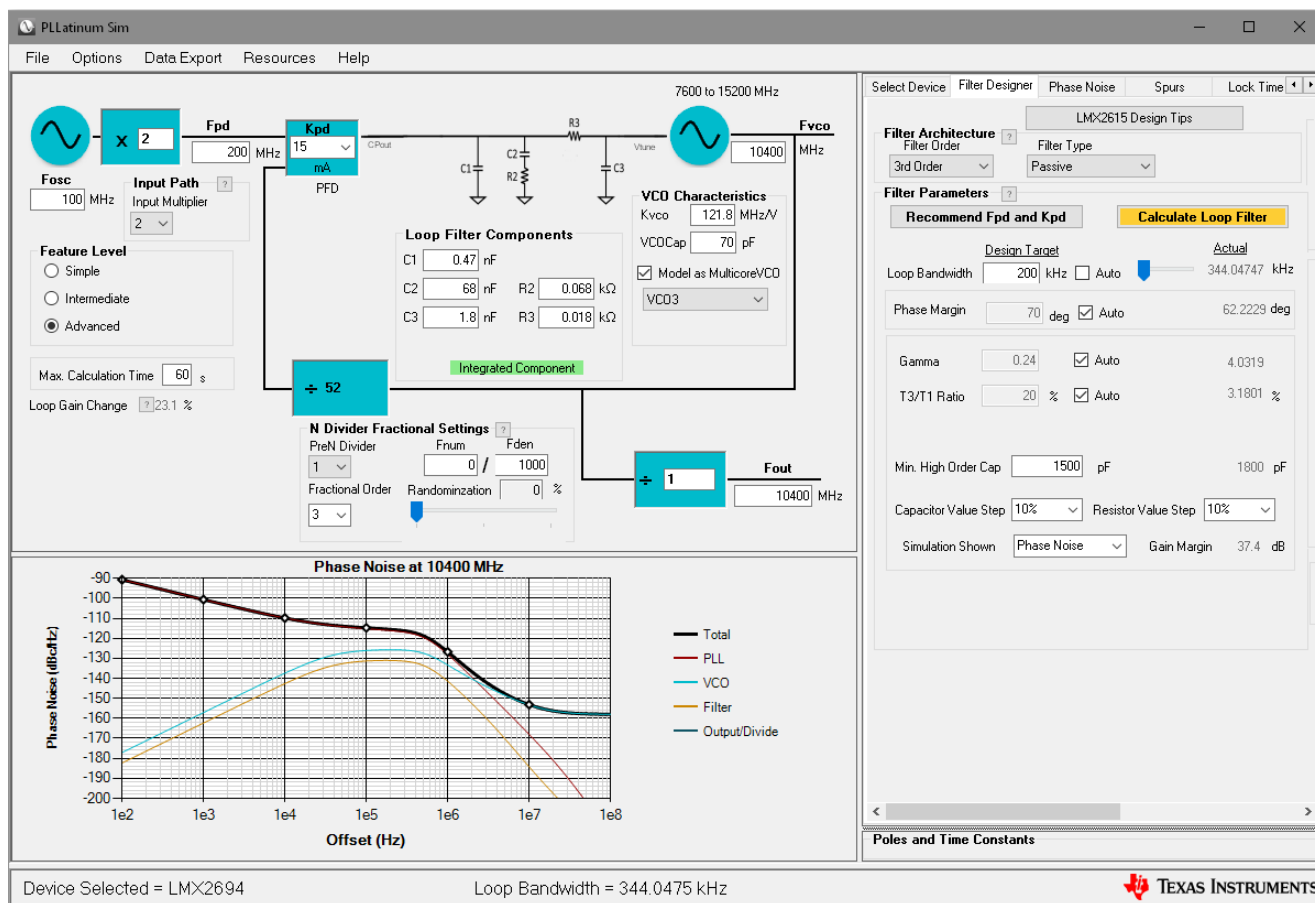 PLLatinum Sim
File Options Data Export Resources Help
7600 to 15200 MHz
Fpd
x 2
200 MHz
Kpd
15
mA
PFD
CPout
R3
C2
C1
R2
C3
Vtune
Fvco
10400 MHz
Fosc
100 MHz
Input Path ?
Input Multiplier
2
Feature Level
Simple
Intermediate
Advanced
Loop Filter Components
C1 0.47 nF
C2 68 nF R2 0.068 kΩ
C3 1.8 nF R3 0.018 kΩ
Integrated Component
VCO Characteristics
Kvco 121.8 MHz/V
VCOCap 70 pF
Model as MulticoreVCO
VCO3
Max. Calculation Time 60 s
Loop Gain Change ? 23.1 %
÷ 52
N Divider Fractional Settings ?
PreN Divider Fnum Fden
1 0 / 1000
Fractional Order Randominzation 0 %
3
÷ 1
Fout
10400 MHz
Phase Noise at 10400 MHz
Phase Noise (dBc/Hz)
-90
-100
-110
-120
-130
-140
-150
-160
-170
-180
-190
-200
1e2 1e3 1e4 1e5 1e6 1e7 1e8
Offset (Hz)
Total
PLL
VCO
Filter
Output/Divide
Select Device Filter Designer Phase Noise Spurs Lock Time
LMX2615 Design Tips
Filter Architecture ?
Filter Order Filter Type
3rd Order Passive
Filter Parameters ?
Recommend Fpd and Kpd Calculate Loop Filter
Design Target Actual
Loop Bandwidth 200 kHz Auto 344.04747 kHz
Phase Margin 70 deg Auto 62.2229 deg
Gamma 0.24 Auto 4.0319
T3/T1 Ratio 20 % Auto 3.1801 %
Min. High Order Cap 1500 pF 1800 pF
Capacitor Value Step 10% Resistor Value Step 10%
Simulation Shown Phase Noise Gain Margin 37.4 dB
Poles and Time Constants
Device Selected = LMX2694 Loop Bandwidth = 344.0475 kHz
TEXAS INSTRUMENTS